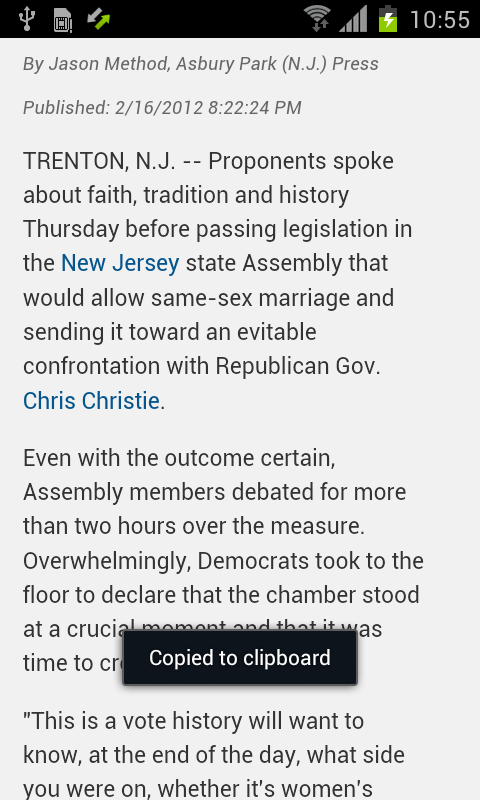 10:55
By Jason Method, Asbury Park (N.J.) Press
Published: 2/16/2012 8:22:24 PM
TRENTON, N.J. -- Proponents spoke
about faith, tradition and history
Thursday before passing legislation in
the New Jersey state Assembly that
would allow same-sex marriage and
sending it toward an evitable
confrontation with Republican Gov.
Chris Christie.
Even with the outcome certain,
Assembly members debated for more
than two hours over the measure.
Overwhelmingly, Democrats took to the
floor to declare that the chamber stood
at a crucial moment and that it was
time to
Copied to clipboard
"This is a vote history will want to
know, at the end of the day, what side
you were on, whether it's women's